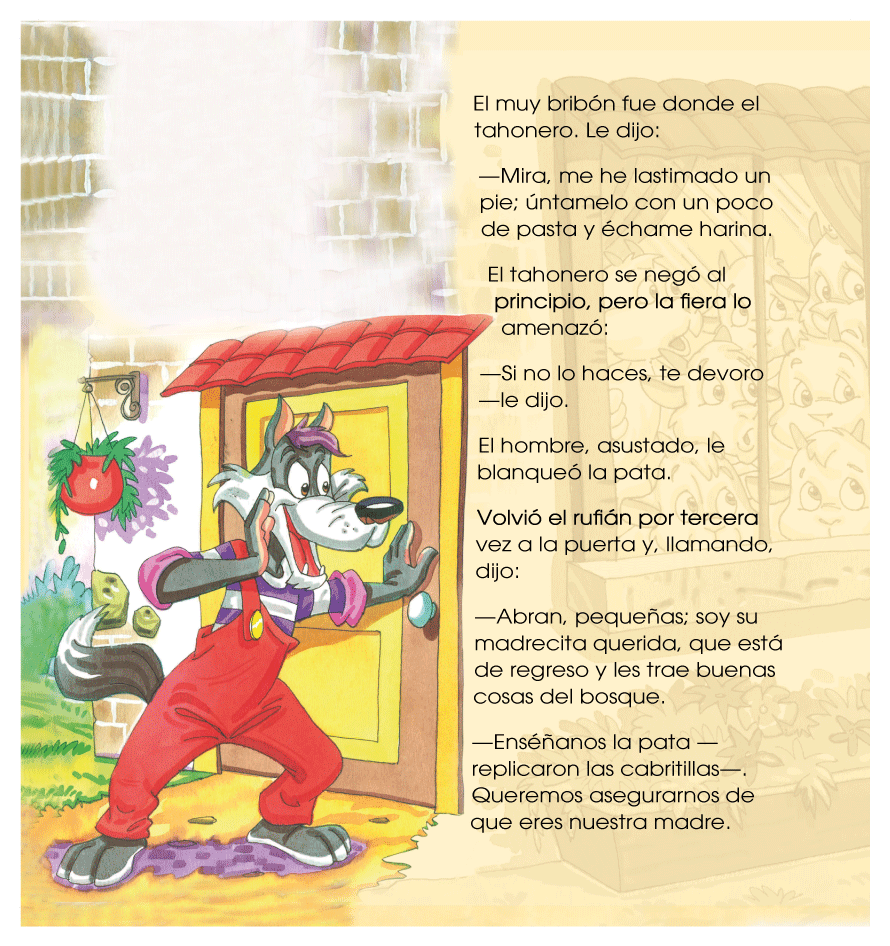 El muy bribón fue donde el
tahonero. Le dijo:
—Mira, me he lastimado un
pie; úntamelo con un poco
de pasta y échame harina.
El tahonero se negó al
principio, pero la fiera lo
amenazó:
—Si no lo haces, te devoro
—le dijo.
El hombre, asustado, le
blanqueó la pata.
Volvió el rufián por tercera
vez a la puerta y, llamando,
dijo:
—Abran, pequeñas; soy su
madrecita querida, que está
de regreso y les trae buenas
cosas del bosque.
—Enséñanos la pata —
replicaron las cabritillas—.
Queremos asegurarnos de
que eres nuestra madre.